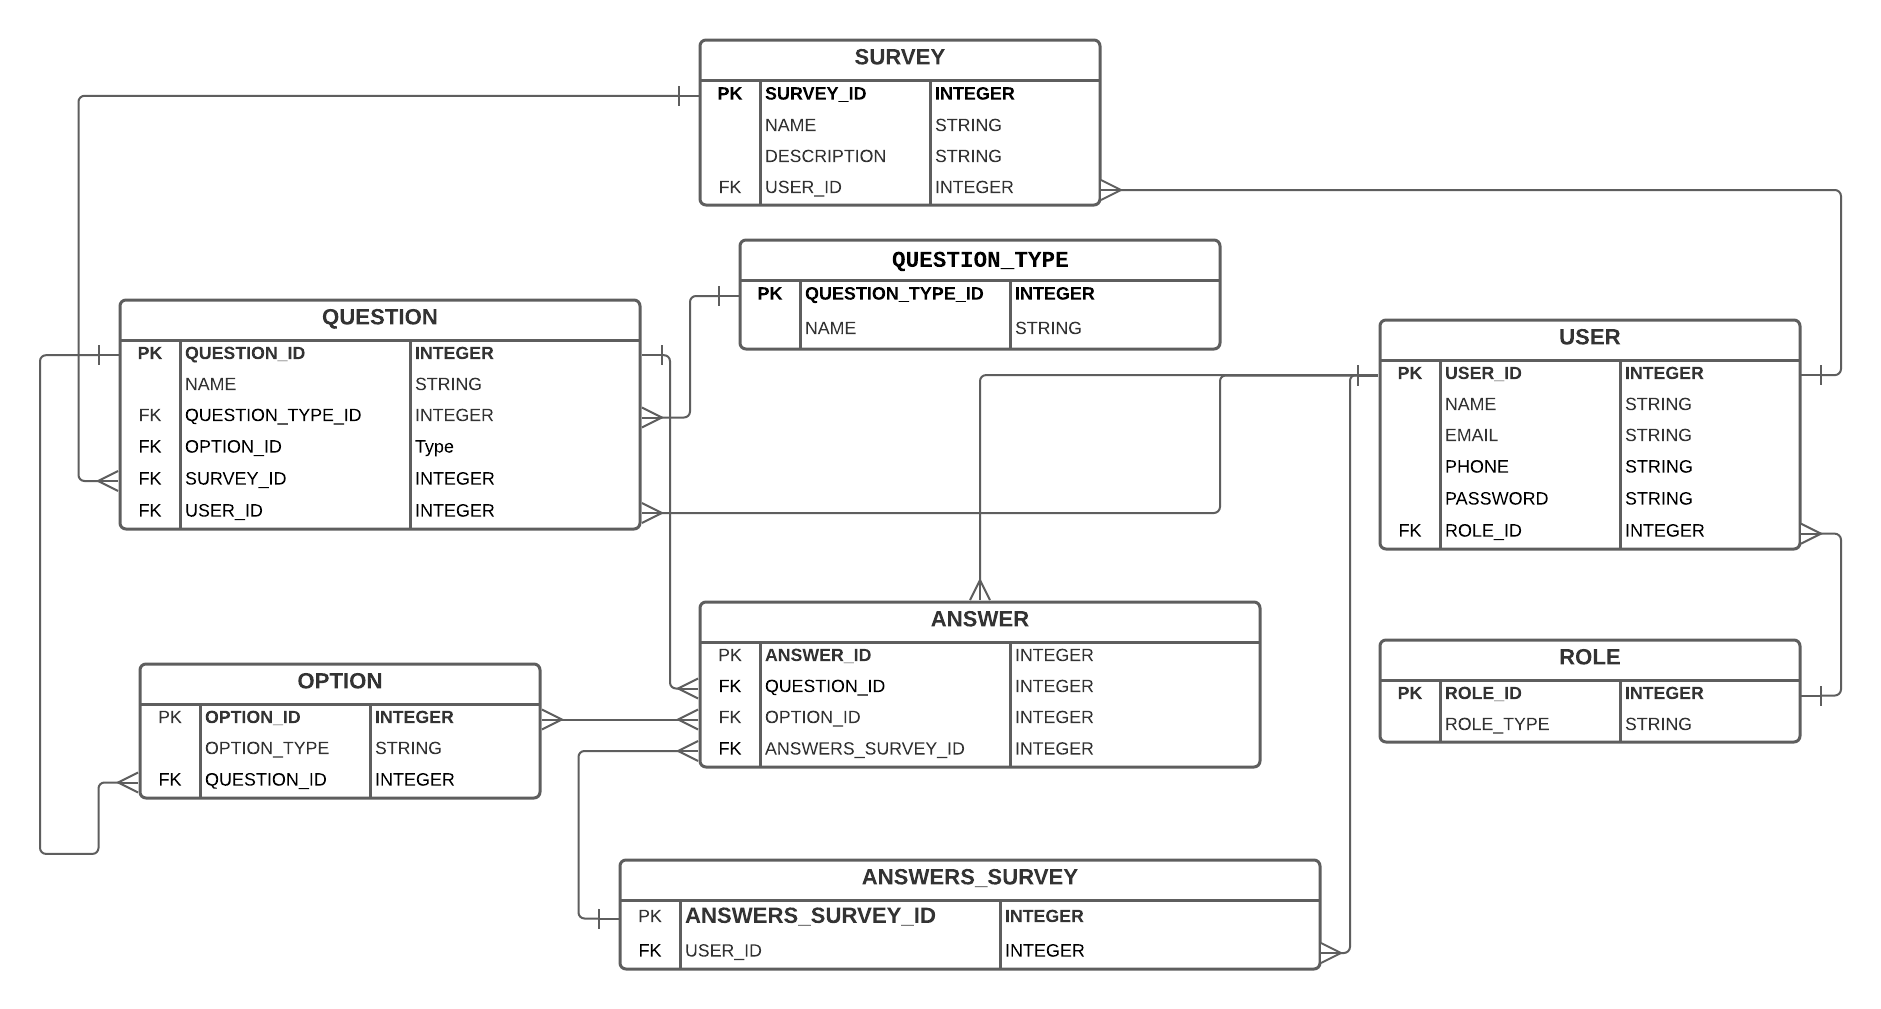 SURVEY
PK SURVEY_ID INTEGER
NAME STRING
DESCRIPTION STRING
FK USER_ID INTEGER
QUESTION_TYPE
PK QUESTION_TYPE_ID INTEGER
NAME STRING
QUESTION
PK QUESTION_ID INTEGER
NAME STRING
FK QUESTION_TYPE_ID INTEGER
FK OPTION_ID Type
FK SURVEY_ID INTEGER
FK USER_ID INTEGER
USER
PK USER_ID INTEGER
NAME STRING
EMAIL STRING
PHONE STRING
PASSWORD STRING
FK ROLE_ID INTEGER
ANSWER
PK ANSWER_ID INTEGER
FK QUESTION_ID INTEGER
FK OPTION_ID INTEGER
FK ANSWERS_SURVEY_ID INTEGER
ROLE
PK ROLE_ID INTEGER
ROLE_TYPE STRING
OPTION
PK OPTION_ID INTEGER
OPTION_TYPE STRING
FK QUESTION_ID INTEGER
ANSWERS_SURVEY
PK ANSWERS_SURVEY_ID INTEGER
FK USER_ID INTEGER